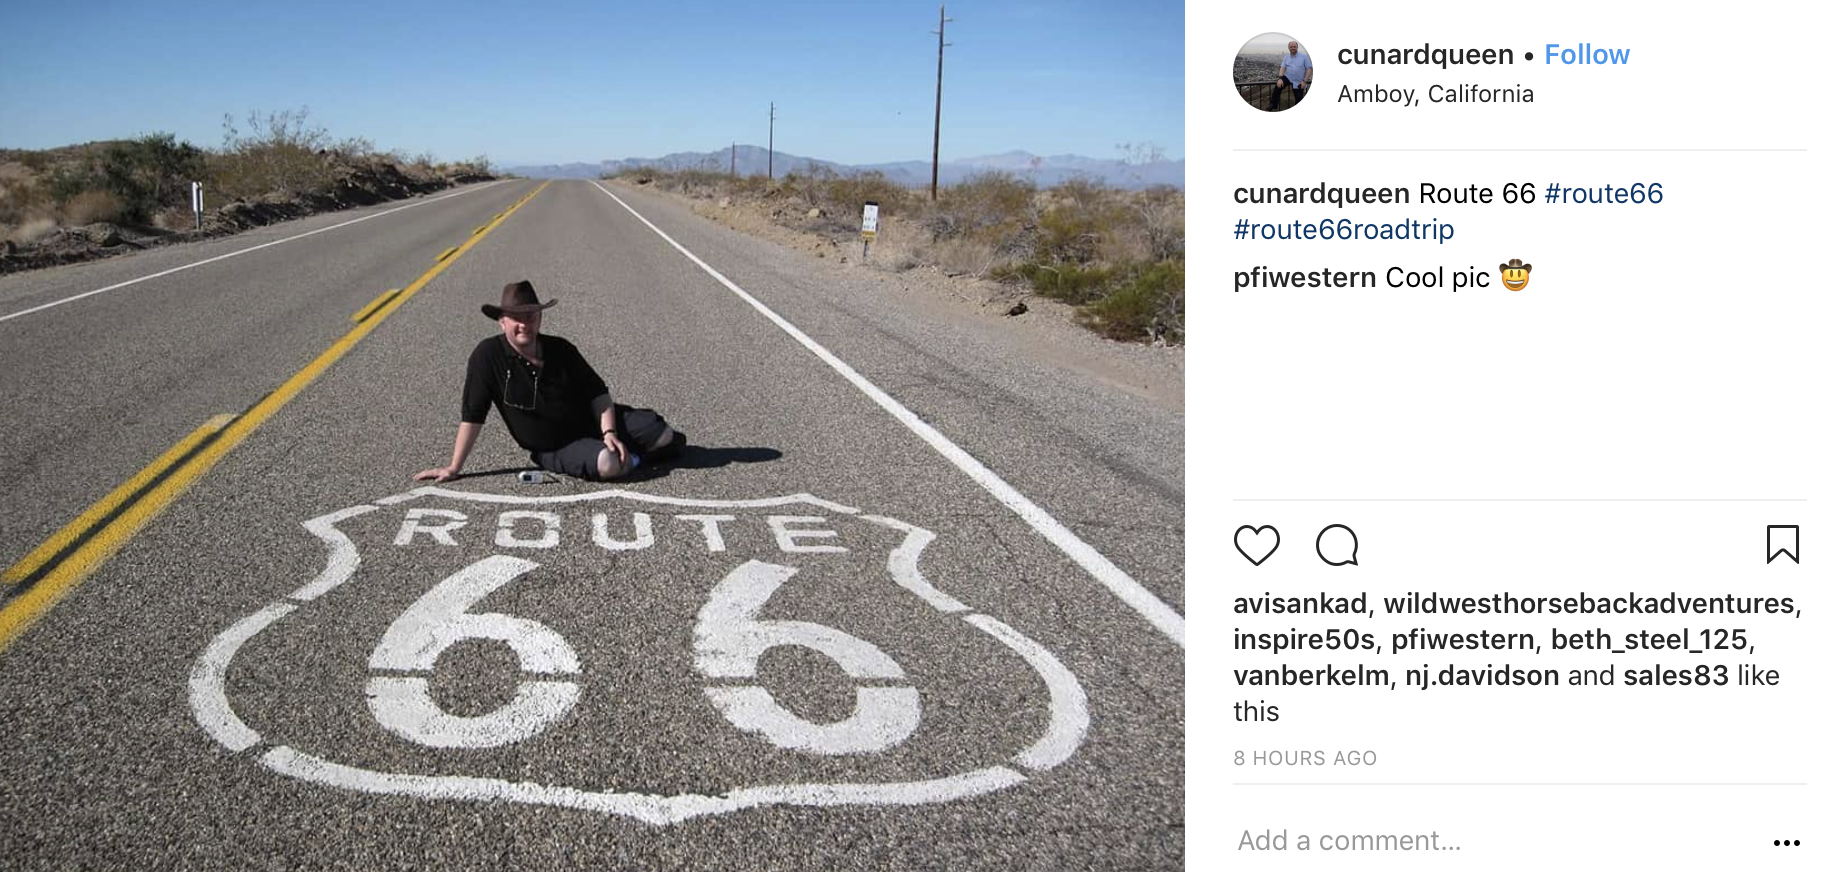 ROUTE
66
cunardqueen • Follow
Amboy, California
cunardqueen Route 66 #route66
#route66roadtrip
pfiwestern Cool pic 🤠
avisankad, wildwesthorsebackadventures,
inspire50s, pfiwestern, beth_steel_125,
vanberkelm, nj.davidson and sales83 like
this
8 HOURS AGO
Add a comment...